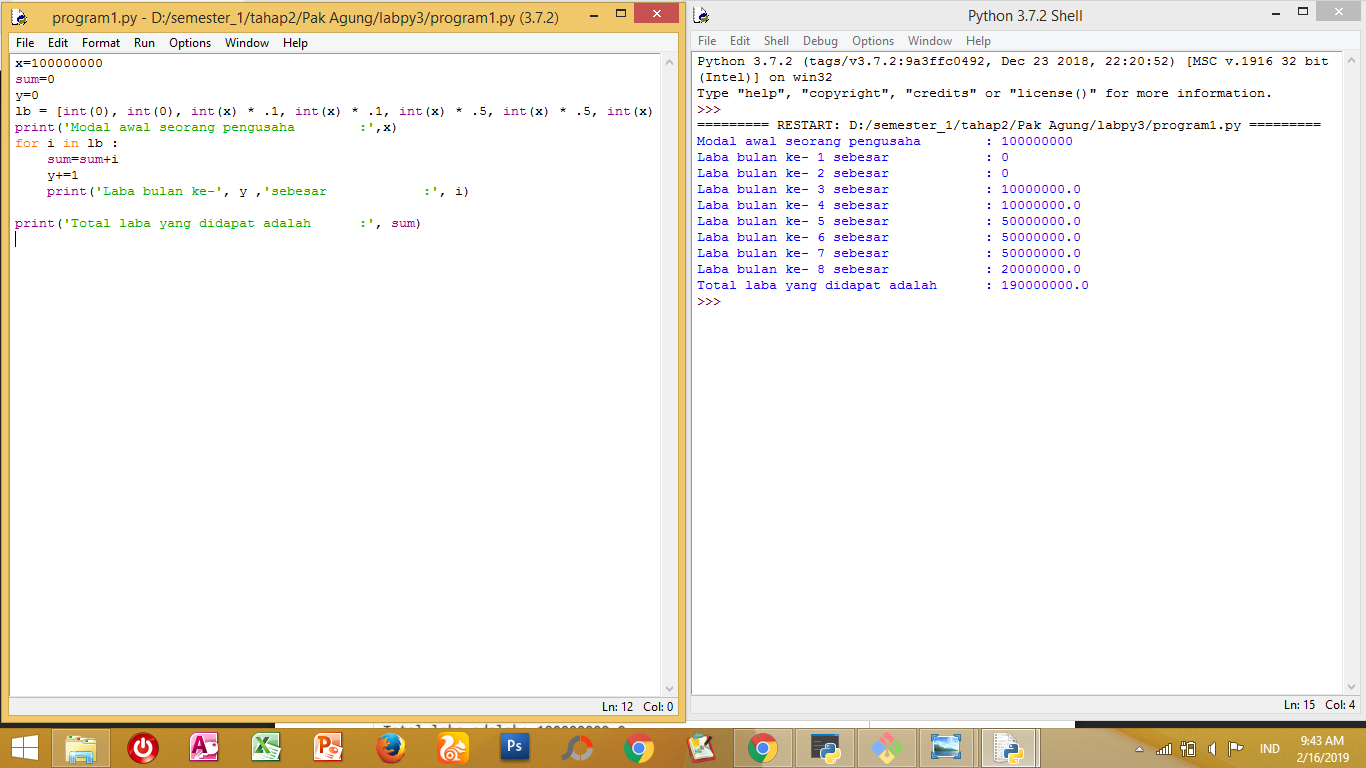 program1.py - D:/semester_1/tahap2/Pak Agung/labpy3/program1.py (3.7.2)
File Edit Format Run Options Window Help
x=100000000
sum=0
y=0
lb = [int(0), int(0), int(x) * .1, int(x) * .1, int(x) * .5, int(x) * .5, int(x)
print('Modal awal seorang pengusaha        :',x)
for i in lb :
    sum=sum+i
    y+=1
    print('Laba bulan ke-', y ,'sebesar            :', i)
print('Total laba yang didapat adalah      :', sum)
Ln: 12 Col: 0
Python 3.7.2 Shell
File Edit Shell Debug Options Window Help
Python 3.7.2 (tags/v3.7.2:9a3ffc0492, Dec 23 2018, 22:20:52) [MSC v.1916 32 bit
(Intel)] on win32
Type "help", "copyright", "credits" or "license()" for more information.
>>>
========= RESTART: D:/semester_1/tahap2/Pak Agung/labpy3/program1.py =========
Modal awal seorang pengusaha        : 100000000
Laba bulan ke- 1 sebesar            : 0
Laba bulan ke- 2 sebesar            : 0
Laba bulan ke- 3 sebesar            : 10000000.0
Laba bulan ke- 4 sebesar            : 10000000.0
Laba bulan ke- 5 sebesar            : 50000000.0
Laba bulan ke- 6 sebesar            : 50000000.0
Laba bulan ke- 7 sebesar            : 50000000.0
Laba bulan ke- 8 sebesar            : 20000000.0
Total laba yang didapat adalah      : 190000000.0
>>>
Ln: 15 Col: 4
Ps
IND
9:43 AM
2/16/2019